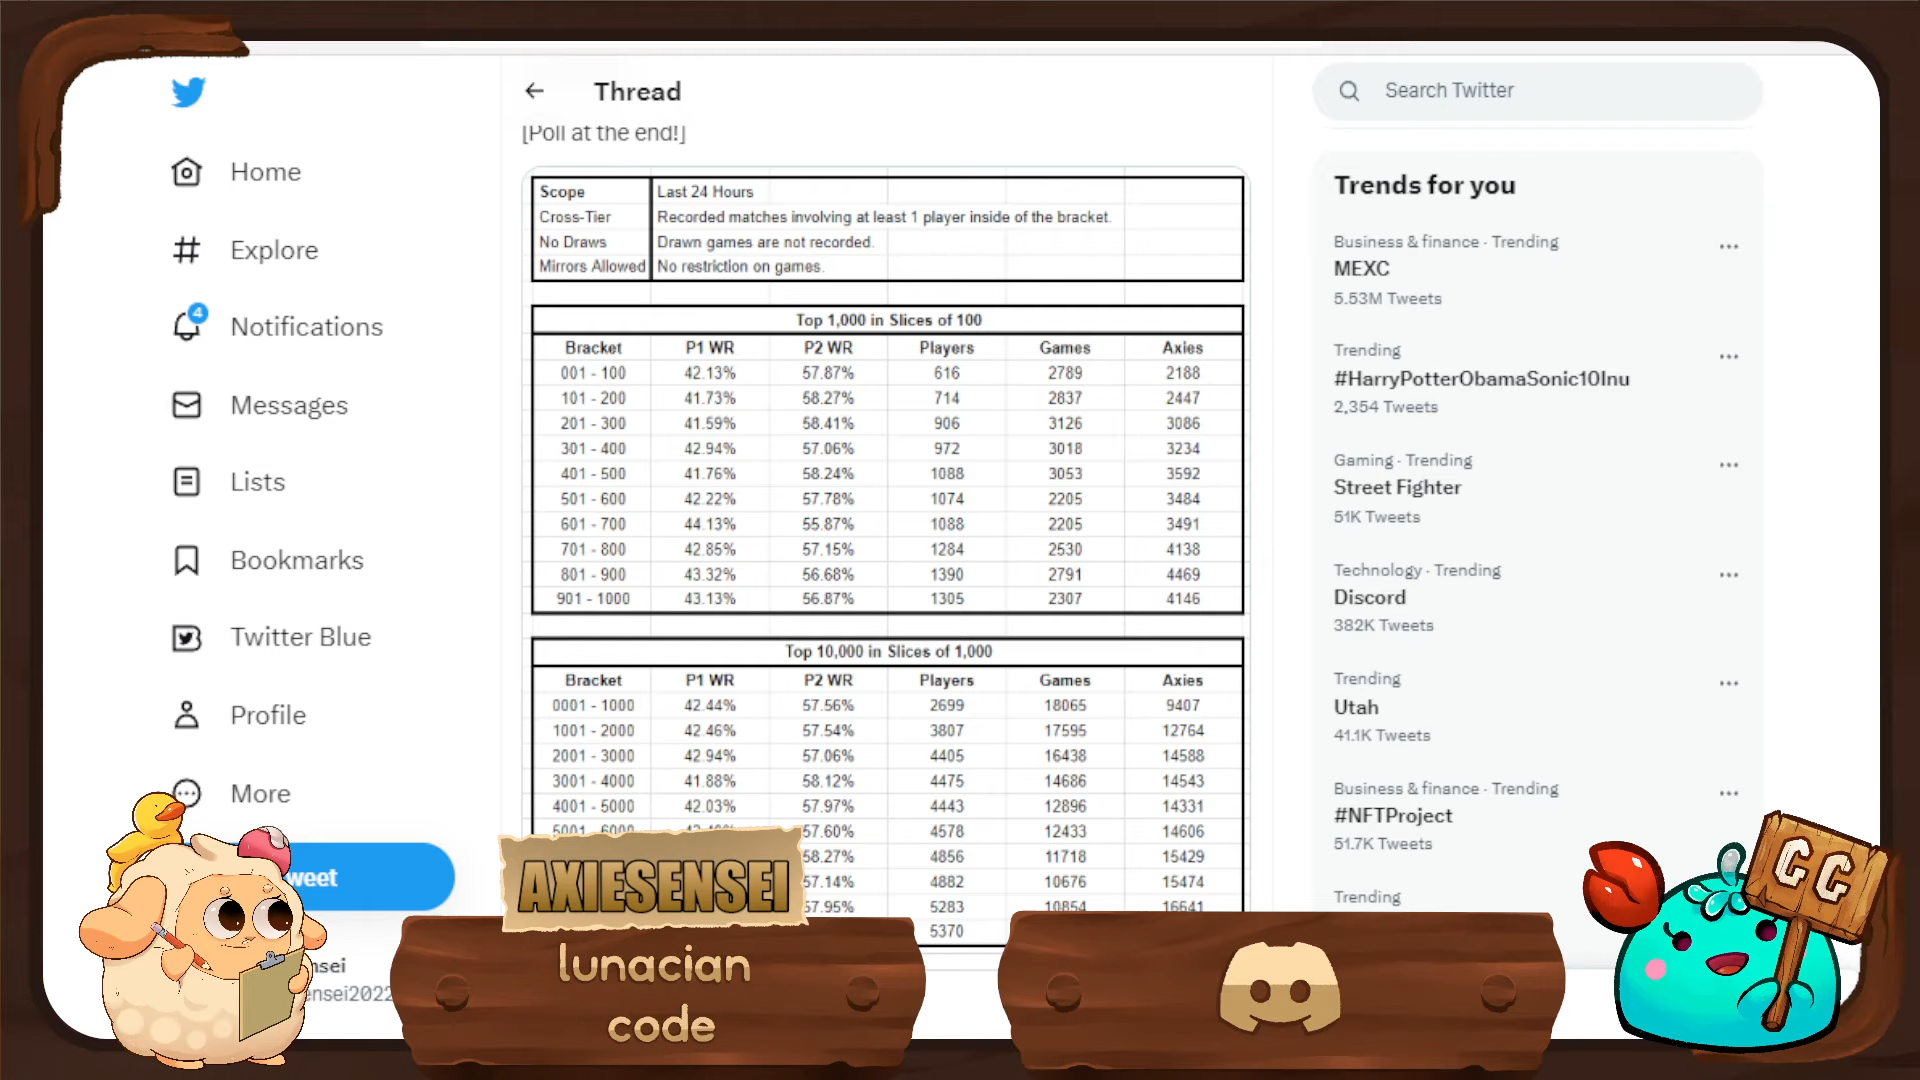 Home
Explore
4
Notifications
Messages
Lists
Bookmarks
Twitter Blue
Profile
More
weet
nsei
ensei2022
Thread
[Poll at the end!]
Scope Last 24 Hours
Cross-Tier Recorded matches involving at least 1 player inside of the bracket.
No Draws Drawn games are not recorded.
Mirrors Allowed No restriction on games.
Top 1,000 in Slices of 100
Bracket P1 WR P2 WR Players Games Axies
001 - 100 42.13% 57.87% 616 2789 2188
101 - 200 41.73% 58.27% 714 2837 2447
201 - 300 41.59% 58.41% 906 3126 3086
301 - 400 42.94% 57.06% 972 3018 3234
401 - 500 41.76% 58.24% 1088 3053 3592
501 - 600 42.22% 57.78% 1074 2205 3484
601 - 700 44.13% 55.87% 1088 2205 3491
701 - 800 42.85% 57.15% 1284 2530 4138
801 - 900 43.32% 56.68% 1390 2791 4469
901 - 1000 43.13% 56.87% 1305 2307 4146
Top 10,000 in Slices of 1,000
Bracket P1 WR P2 WR Players Games Axies
0001 - 1000 42.44% 57.56% 2699 18065 9407
1001 - 2000 42.46% 57.54% 3807 17595 12764
2001 - 3000 42.94% 57.06% 4405 16438 14588
3001 - 4000 41.88% 58.12% 4475 14686 14543
4001 - 5000 42.03% 57.97% 4443 12896 14331
5001 - 6000 57.60% 4578 12433 14606
58.27% 4856 11718 15429
57.14% 4882 10676 15474
57.95% 5283 10854 16641
5370
Search Twitter
Trends for you
Business & finance · Trending
MEXC
5.53M Tweets
Trending
#HarryPotterObamaSonic10Inu
2,354 Tweets
Gaming · Trending
Street Fighter
51K Tweets
Technology · Trending
Discord
382K Tweets
Trending
Utah
41.1K Tweets
Business & finance · Trending
#NFTProject
51.7K Tweets
Trending
AXIESENSEI
lunacian
code
CC